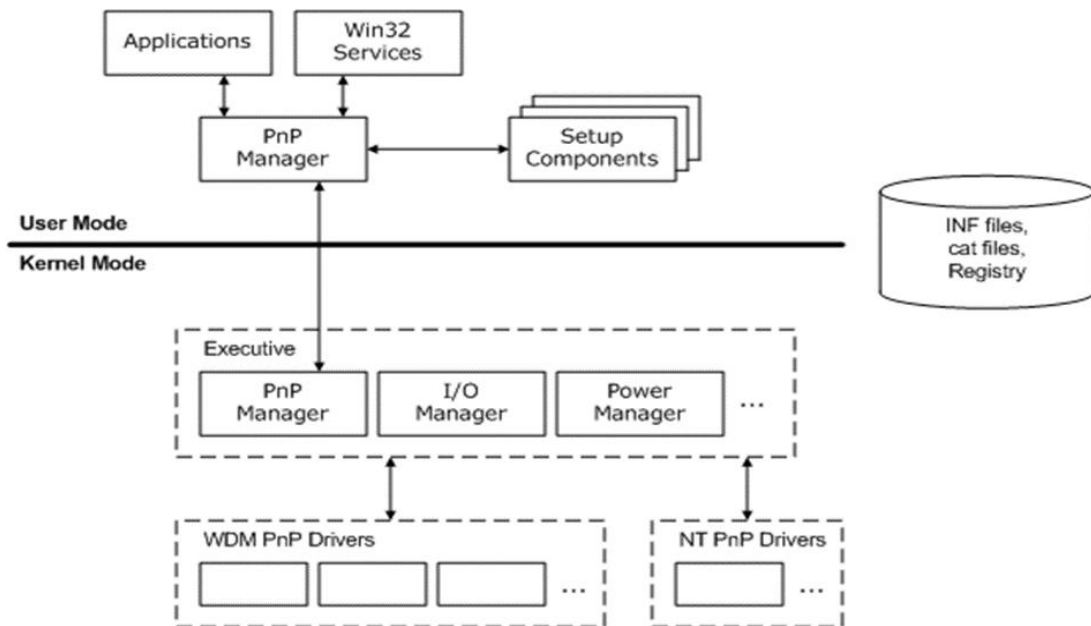 Applications
Win32
Services
PnP
Manager
Setup
Components
User Mode
Kernel Mode
INF files,
cat files,
Registry
Executive
PnP
Manager
I/O
Manager
Power
Manager
...
WDM PnP Drivers
...
NT PnP Drivers
...